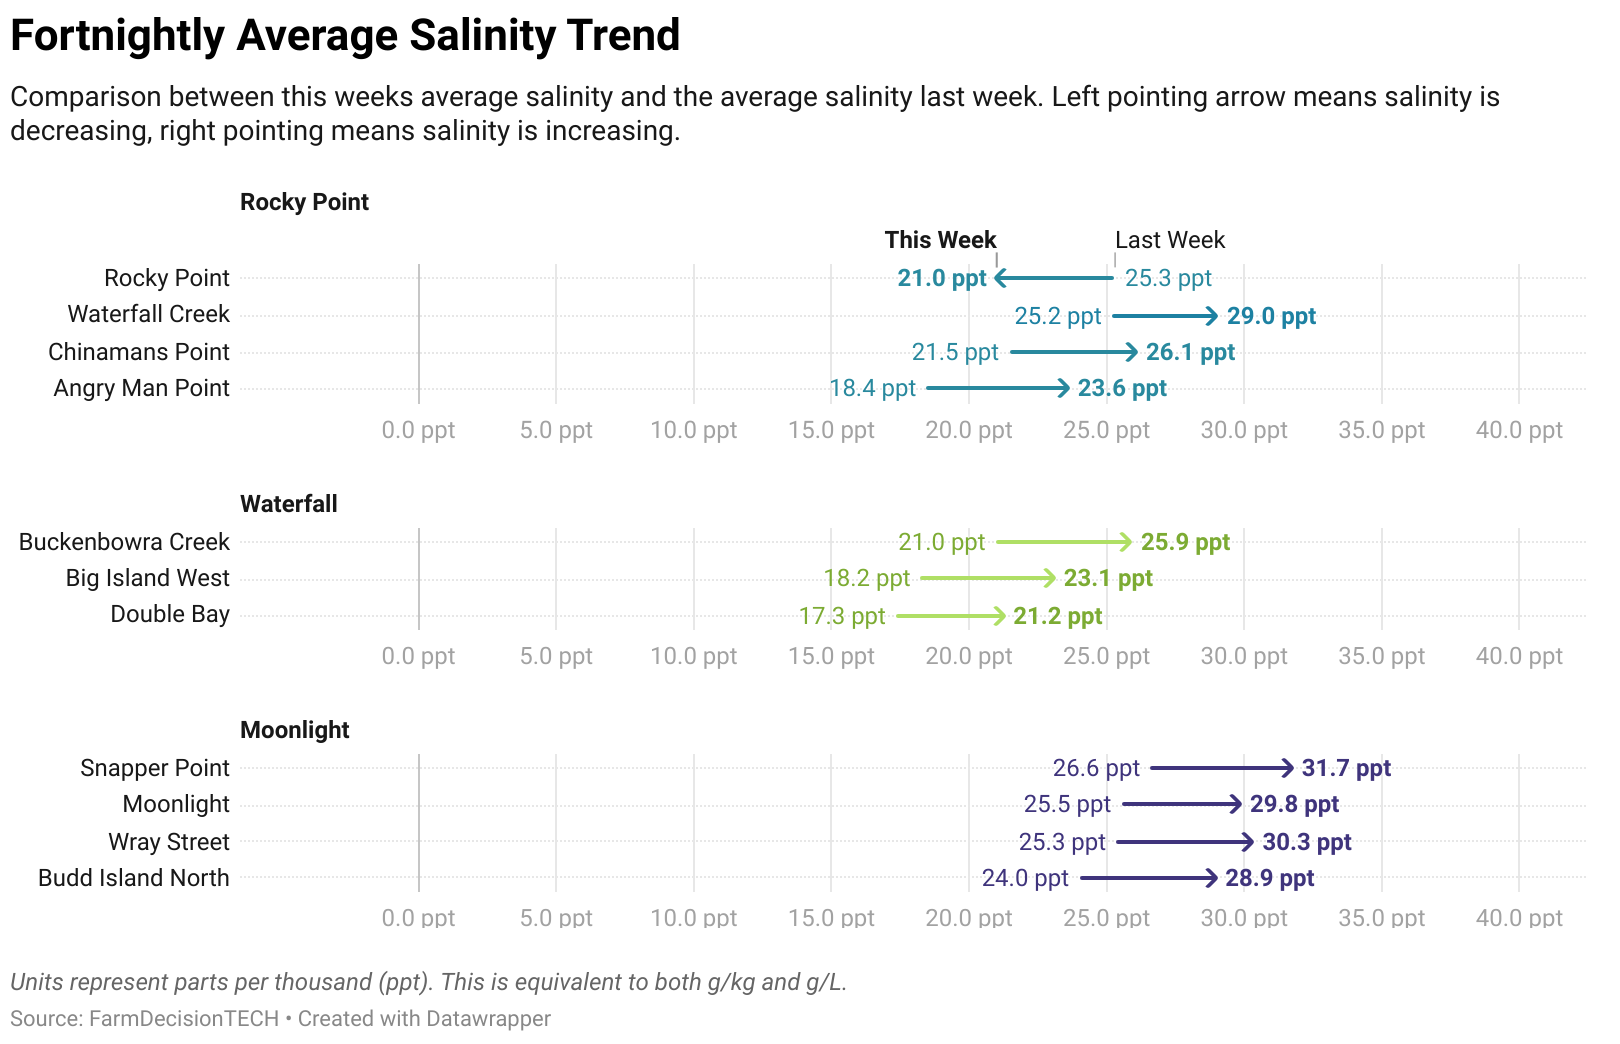 Fortnightly Average Salinity Trend
Comparison between this weeks average salinity and the average salinity last week. Left pointing arrow means salinity is
decreasing, right pointing means salinity is increasing.
Rocky Point
This Week Last Week
Rocky Point 21.0 ppt 25.3 ppt
Waterfall Creek 25.2 ppt 29.0 ppt
Chinamans Point 21.5 ppt 26.1 ppt
Angry Man Point 18.4 ppt 23.6 ppt
0.0 ppt 5.0 ppt 10.0 ppt 15.0 ppt 20.0 ppt 25.0 ppt 30.0 ppt 35.0 ppt 40.0 ppt
Waterfall
Buckenbowra Creek 21.0 ppt 25.9 ppt
Big Island West 18.2 ppt 23.1 ppt
Double Bay 17.3 ppt 21.2 ppt
0.0 ppt 5.0 ppt 10.0 ppt 15.0 ppt 20.0 ppt 25.0 ppt 30.0 ppt 35.0 ppt 40.0 ppt
Moonlight
Snapper Point 26.6 ppt 31.7 ppt
Moonlight 25.5 ppt 29.8 ppt
Wray Street 25.3 ppt 30.3 ppt
Budd Island North 24.0 ppt 28.9 ppt
0.0 ppt 5.0 ppt 10.0 ppt 15.0 ppt 20.0 ppt 25.0 ppt 30.0 ppt 35.0 ppt 40.0 ppt
Units represent parts per thousand (ppt). This is equivalent to both g/kg and g/L.
Source: FarmDecisionTECH • Created with Datawrapper